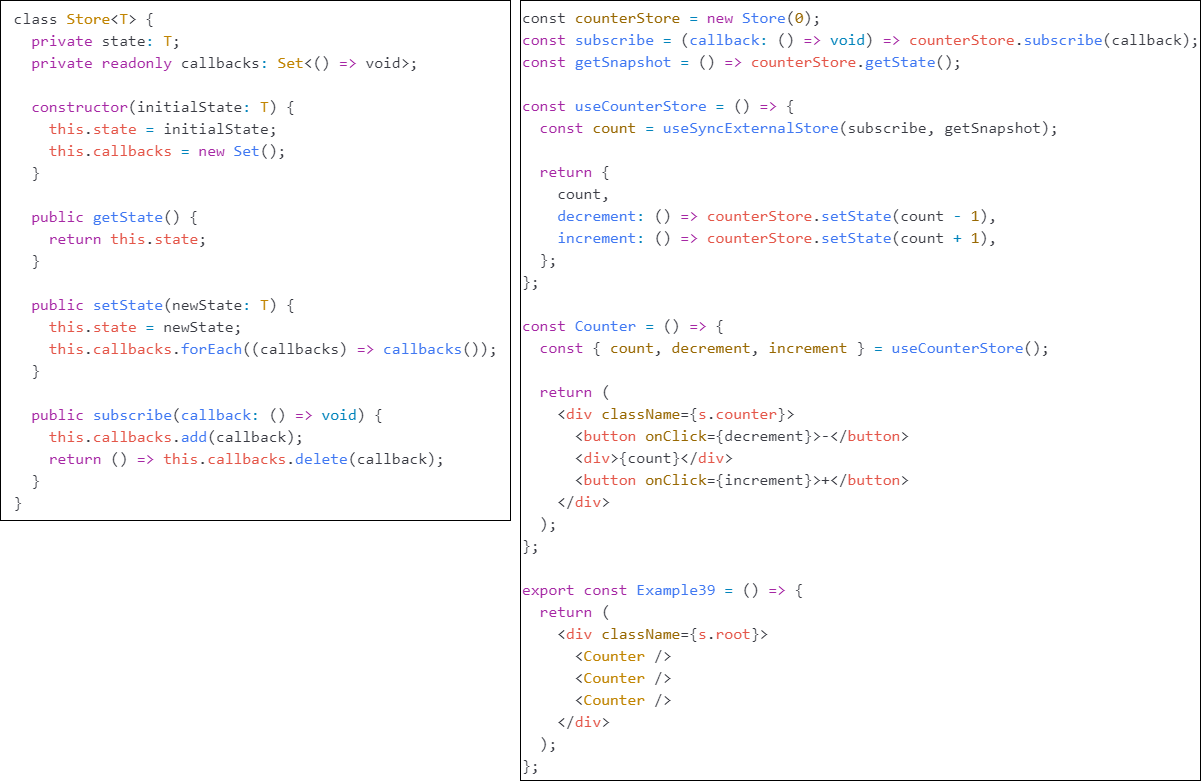 class Store<T> {
  private state: T;
  private readonly callbacks: Set<() => void>;

  constructor(initialState: T) {
    this.state = initialState;
    this.callbacks = new Set();
  }

  public getState() {
    return this.state;
  }

  public setState(newState: T) {
    this.state = newState;
    this.callbacks.forEach((callbacks) => callbacks());
  }

  public subscribe(callback: () => void) {
    this.callbacks.add(callback);
    return () => this.callbacks.delete(callback);
  }
}

const counterStore = new Store(0);
const subscribe = (callback: () => void) => counterStore.subscribe(callback);
const getSnapshot = () => counterStore.getState();

const useCounterStore = () => {
  const count = useSyncExternalStore(subscribe, getSnapshot);

  return {
    count,
    decrement: () => counterStore.setState(count - 1),
    increment: () => counterStore.setState(count + 1),
  };
};

const Counter = () => {
  const { count, decrement, increment } = useCounterStore();

  return (
    <div className={s.counter}>
      <button onClick={decrement}>-</button>
      <div>{count}</div>
      <button onClick={increment}>+</button>
    </div>
  );
};

export const Example39 = () => {
  return (
    <div className={s.root}>
      <Counter />
      <Counter />
      <Counter />
    </div>
  );
};